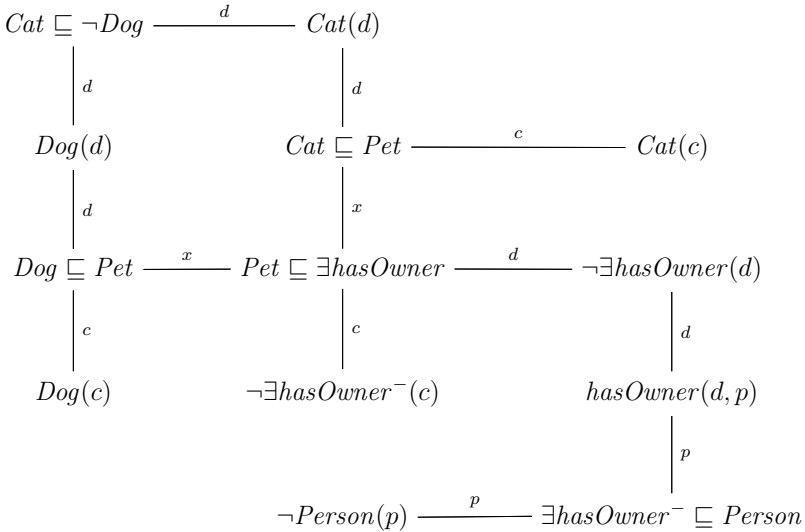 Cat ⊑ ¬Dog d Cat(d)
d d
Dog(d) Cat ⊑ Pet c Cat(c)
d x
Dog ⊑ Pet x Pet ⊑ ∃hasOwner d ¬∃hasOwner(d)
c c d
Dog(c) ¬∃hasOwner⁻(c) hasOwner(d, p)
p
¬Person(p) p ∃hasOwner⁻ ⊑ Person